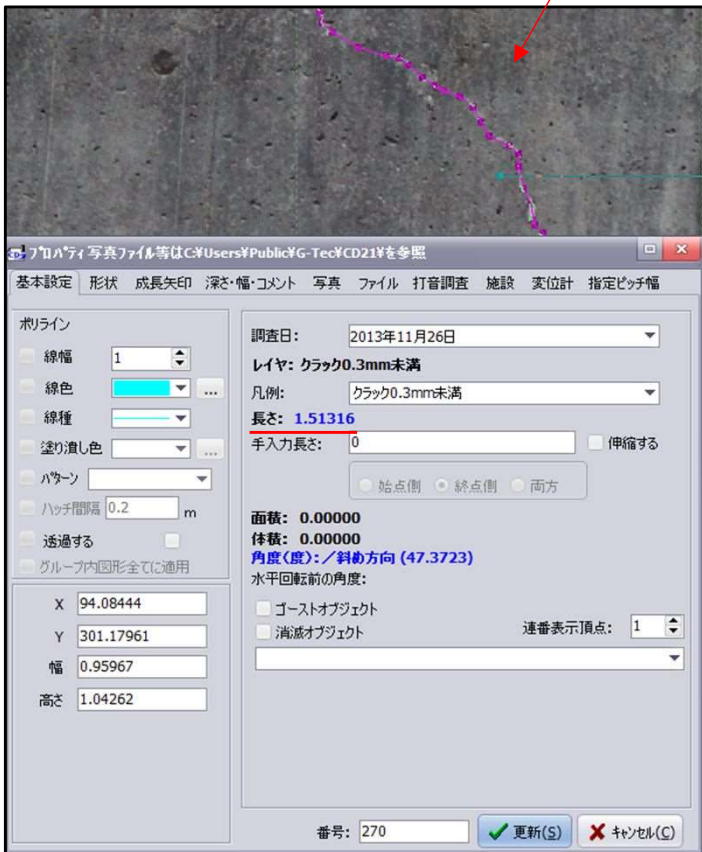 プロパティ 写真ファイル等はC:¥Users¥Public¥G-Tec¥CD21¥を参照
基本設定 形状 成長矢印 深さ・幅・コメント 写真 ファイル 打音調査 施設 変位計 指定ピッチ幅
ポリライン
線幅 1
線色 ...
線種
塗り潰し色 ...
パターン
ハッチ間隔 0.2 m
透過する
グループ内図形全てに適用
X 94.08444
Y 301.17961
幅 0.95967
高さ 1.04262
調査日: 2013年11月26日
レイヤ: クラック0.3mm未満
凡例: クラック0.3mm未満
長さ: 1.51316
手入力長さ: 0 伸縮する
始点側 終点側 両方
面積: 0.00000
体積: 0.00000
角度(度):／斜め方向 (47.3723)
水平回転前の角度:
ゴーストオブジェクト
消滅オブジェクト 連番表示頂点: 1
番号: 270 更新(S) キャンセル(C)